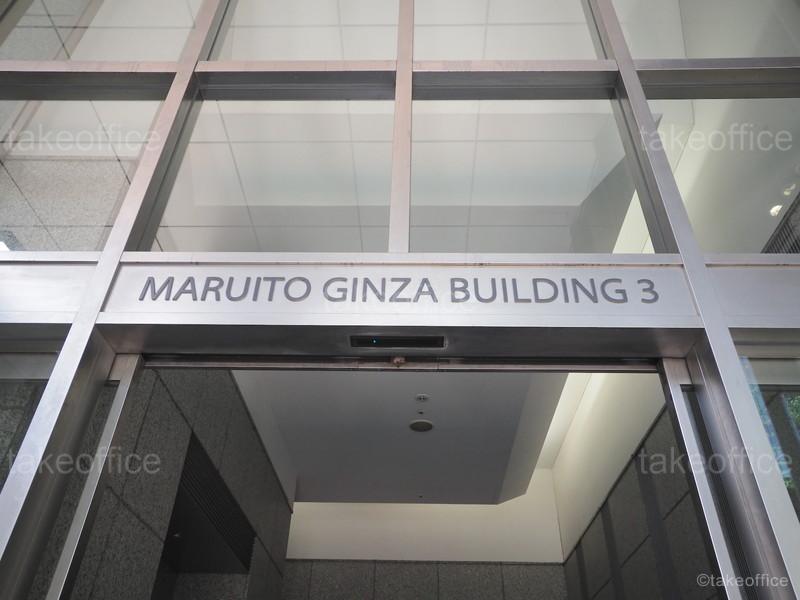 takeoffice
takeoffice
MARUITO GINZA BUILDING 3
takeoffice
takeoffice
©takeoffice